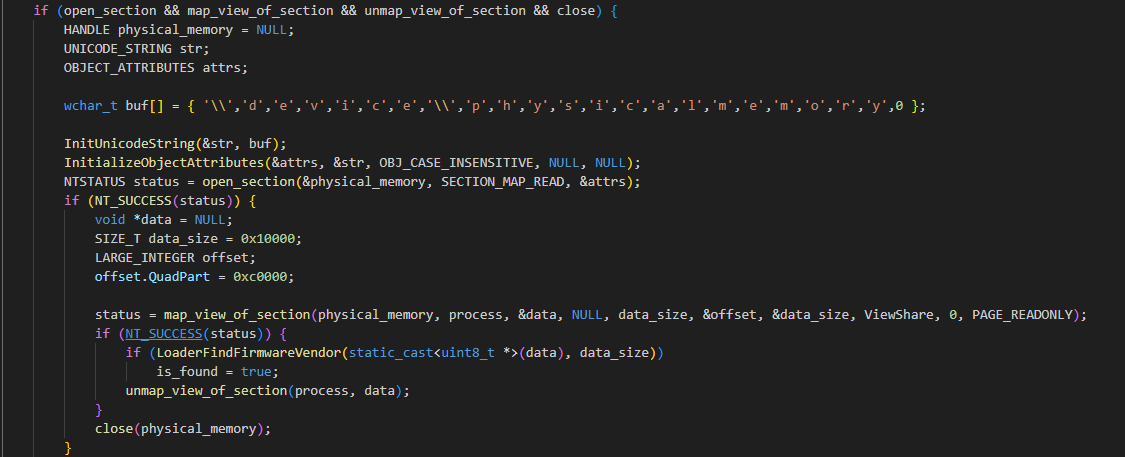 if (open_section && map_view_of_section && unmap_view_of_section && close) {
HANDLE physical_memory = NULL;
UNICODE_STRING str;
OBJECT_ATTRIBUTES attrs;
wchar_t buf[] = { '\\','d','e','v','i','c','e','\\','p','h','y','s','i','c','a','l','m','e','m','o','r','y',0 };
InitUnicodeString(&str, buf);
InitializeObjectAttributes(&attrs, &str, OBJ_CASE_INSENSITIVE, NULL, NULL);
NTSTATUS status = open_section(&physical_memory, SECTION_MAP_READ, &attrs);
if (NT_SUCCESS(status)) {
void *data = NULL;
SIZE_T data_size = 0x10000;
LARGE_INTEGER offset;
offset.QuadPart = 0xc0000;
status = map_view_of_section(physical_memory, process, &data, NULL, data_size, &offset, &data_size, ViewShare, 0, PAGE_READONLY);
if (NT_SUCCESS(status)) {
if (LoaderFindFirmwareVendor(static_cast<uint8_t *>(data), data_size))
is_found = true;
unmap_view_of_section(process, data);
}
close(physical_memory);
}